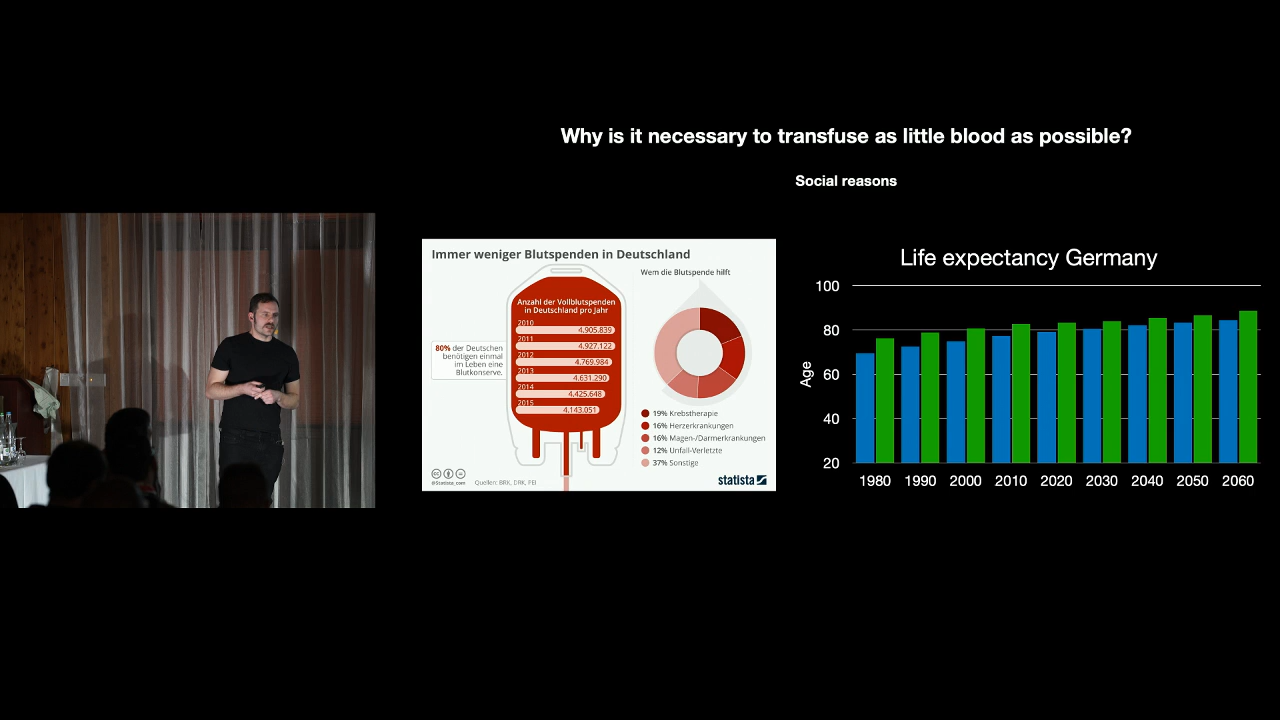 Why is it necessary to transfuse as little blood as possible?
Social reasons
Immer weniger Blutspenden in Deutschland
Wem die Blutspende hilft
Anzahl der Vollblutspenden
in Deutschland pro Jahr
2010
4.905.839
2011
4.927.122
2012
4.769.984
2013
4.631.290
2014
4.425.648
2015
4.143.051
80% der Deutschen
benötigen einmal
im Leben eine
Blutkonserve.
19% Krebstherapie
16% Herzerkrankungen
16% Magen-/Darmerkrankungen
12% Unfall-Verletzte
37% Sonstige
@Statista_com
Quellen: BRK, DRK, PEI
statista
Life expectancy Germany
Age
100
80
60
40
20
1980 1990 2000 2010 2020 2030 2040 2050 2060